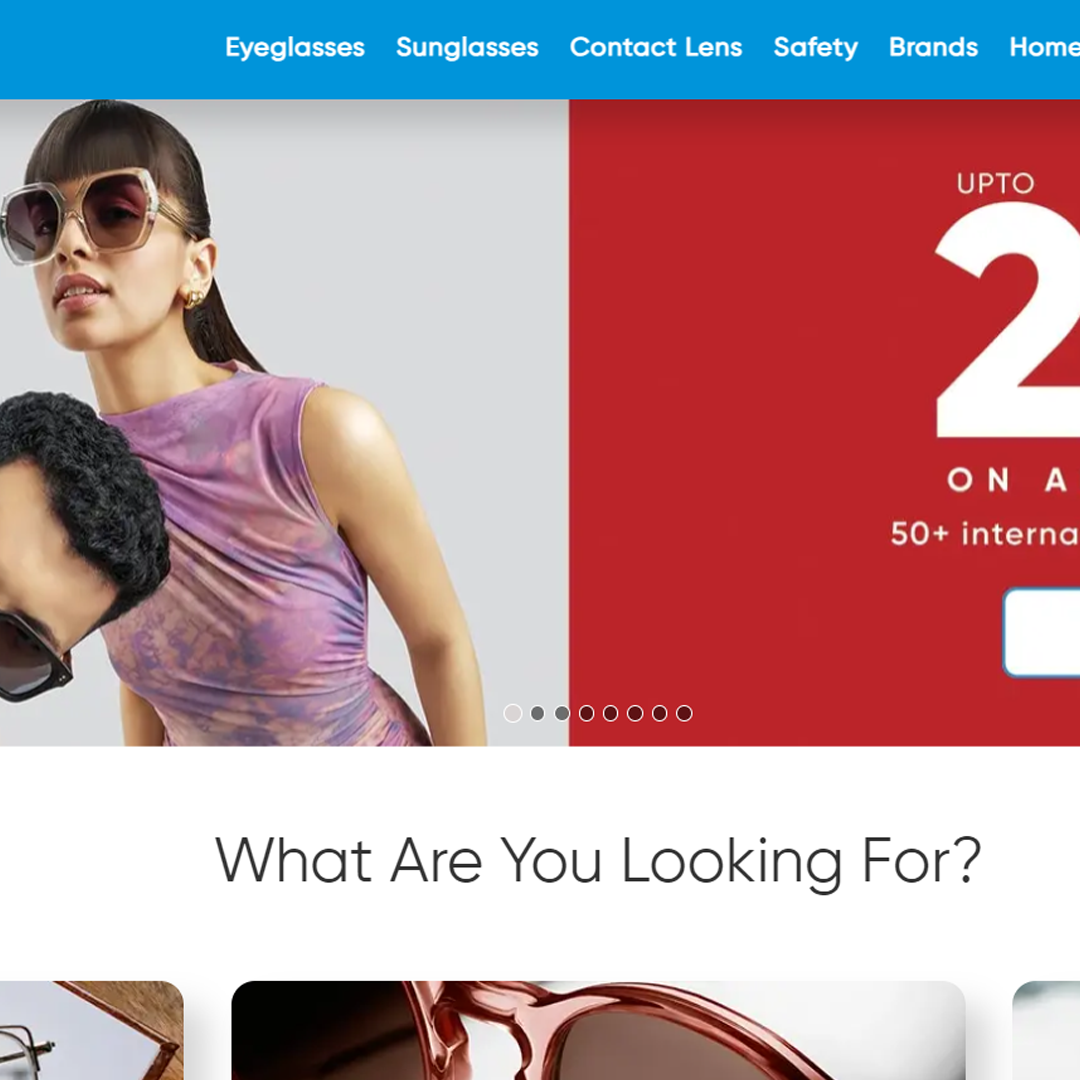 Eyeglasses Sunglasses Contact Lens Safety Brands Home
UPTO
2
ON A
50+ interna
What Are You Looking For?